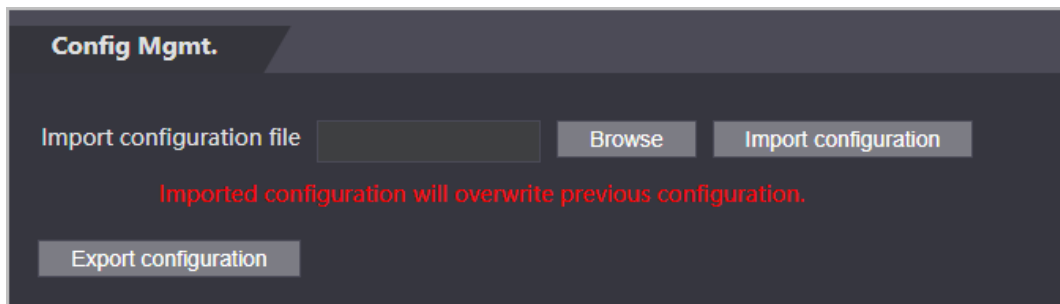 Config Mgmt.
Import configuration file Browse Import configuration
Imported configuration will overwrite previous configuration.
Export configuration